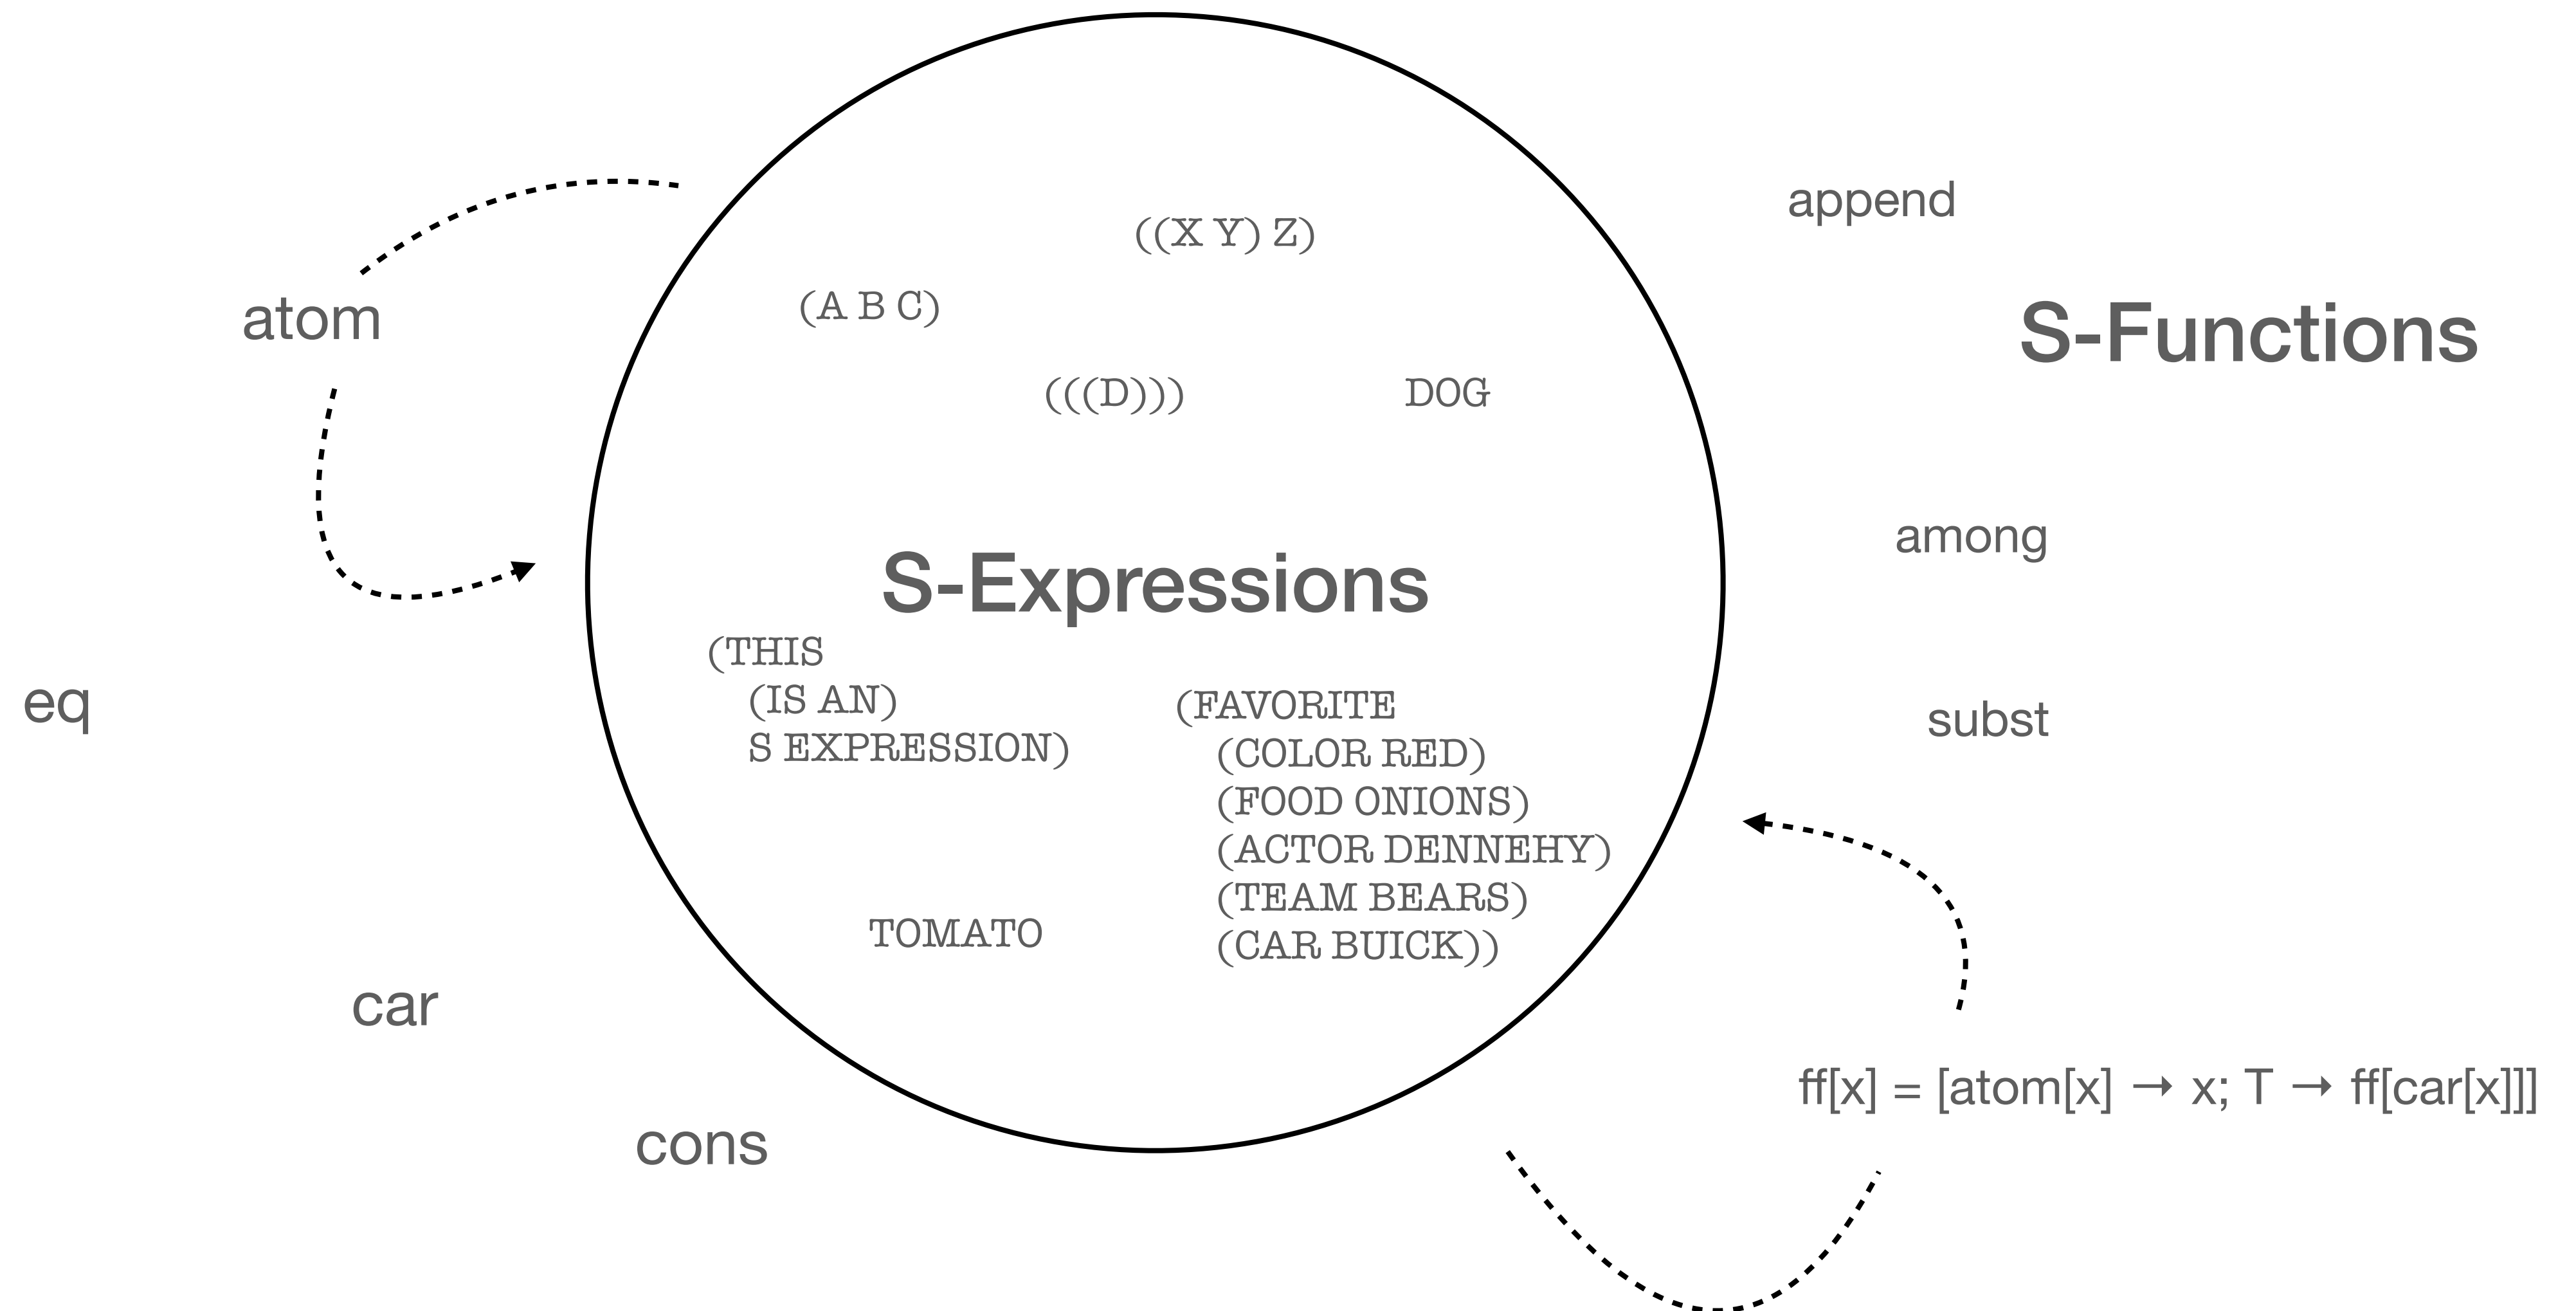 append
((X Y) Z)
(A B C)
atom
S-Functions
(((D)))
DOG
among
S-Expressions
(THIS
(IS AN)
S EXPRESSION)
eq
(FAVORITE
(COLOR RED)
(FOOD ONIONS)
(ACTOR DENNEHY)
(TEAM BEARS)
(CAR BUICK))
subst
TOMATO
car
ff[x] = [atom[x] → x; T → ff[car[x]]]
cons